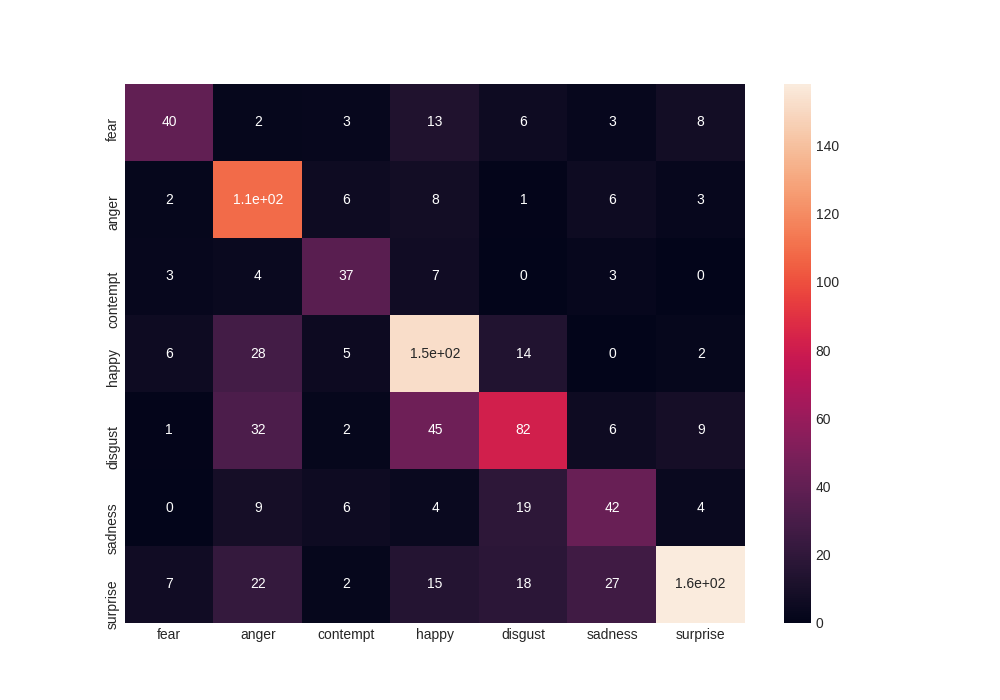 fear 40 2 3 13 6 3 8
anger 2 1.1e+02 6 8 1 6 3
contempt 3 4 37 7 0 3 0
happy 6 28 5 1.5e+02 14 0 2
disgust 1 32 2 45 82 6 9
sadness 0 9 6 4 19 42 4
surprise 7 22 2 15 18 27 1.6e+02
fear anger contempt happy disgust sadness surprise
140
120
100
80
60
40
20
0